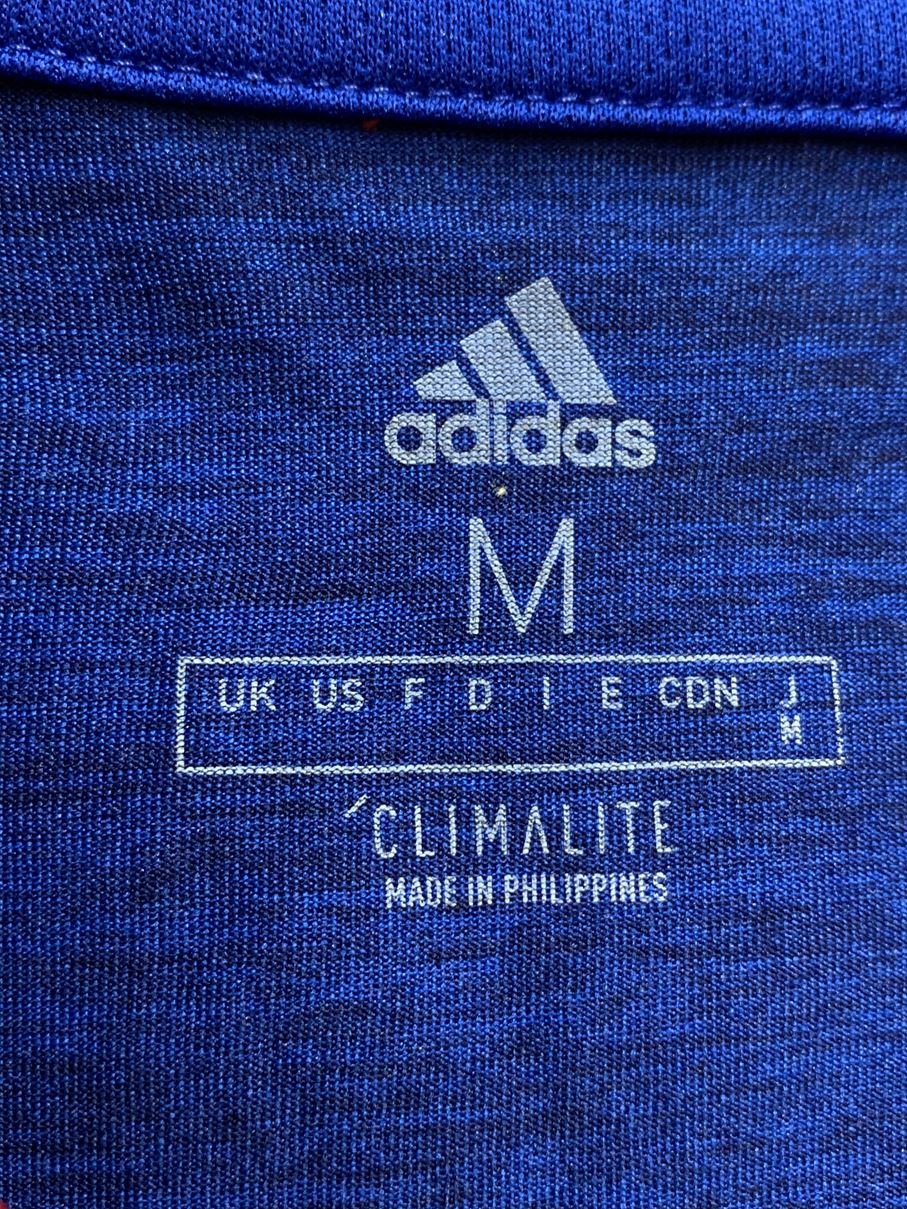 adidas
M
UK US F D I E CDN J
M
CLIMALITE
MADE IN PHILIPPINES